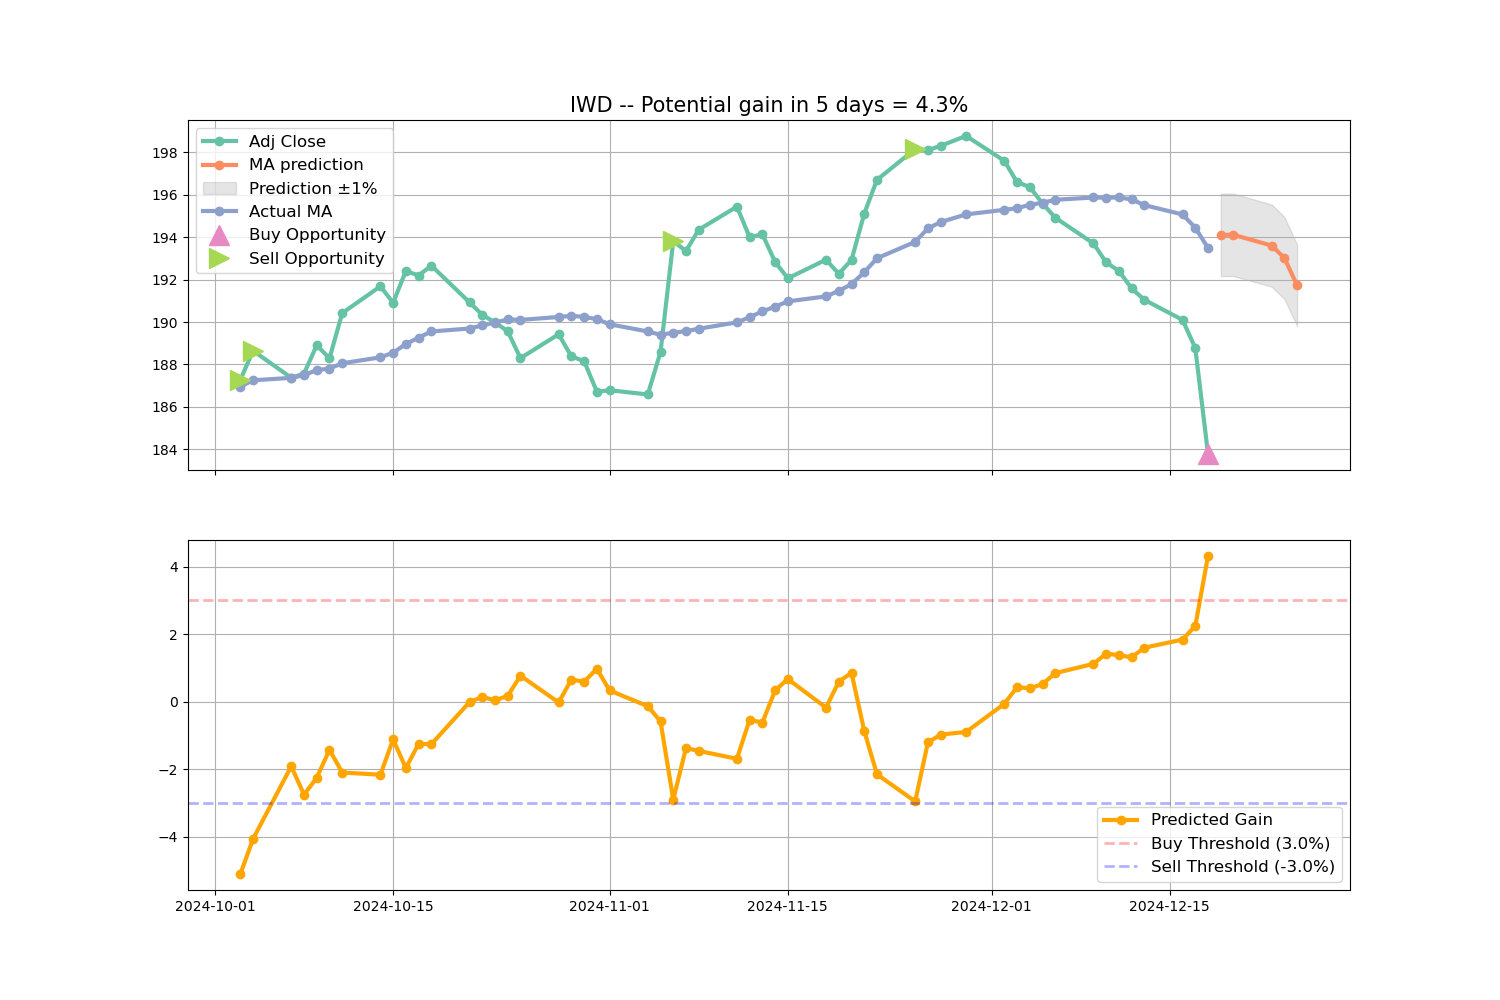 IWD -- Potential gain in 5 days = 4.3%
Adj Close
MA prediction
Prediction ±1%
Actual MA
Buy Opportunity
Sell Opportunity
198
196
194
192
190
188
186
184
4
2
0
−2
−4
Predicted Gain
Buy Threshold (3.0%)
Sell Threshold (-3.0%)
2024-10-01
2024-10-15
2024-11-01
2024-11-15
2024-12-01
2024-12-15